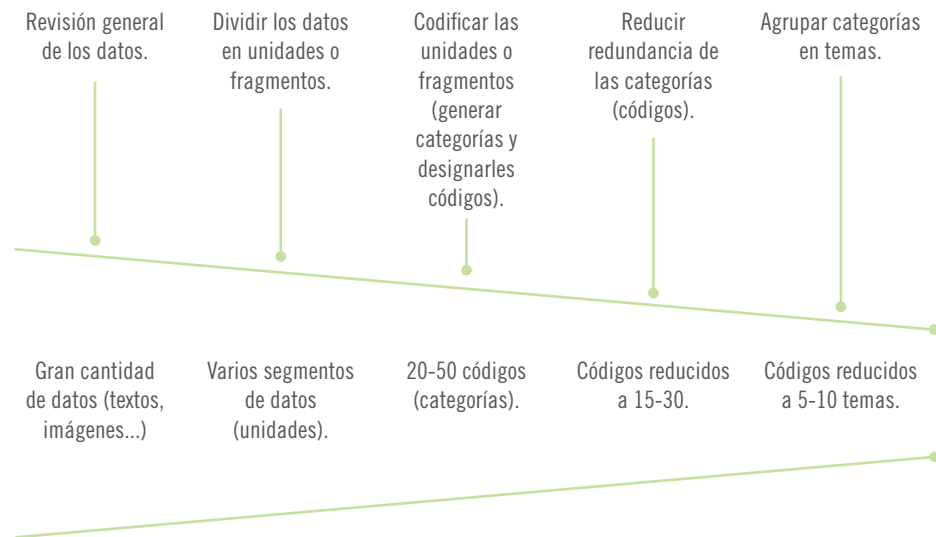 Revisión general
de los datos.
Dividir los datos
en unidades o
fragmentos.
Codificar las
unidades o
fragmentos
(generar
categorías y
designarles
códigos).
Reducir
redundancia de
las categorías
(códigos).
Agrupar categorías
en temas.
Gran cantidad
de datos (textos,
imágenes...)
Varios segmentos
de datos
(unidades).
20-50 códigos
(categorías).
Códigos reducidos
a 15-30.
Códigos reducidos
a 5-10 temas.